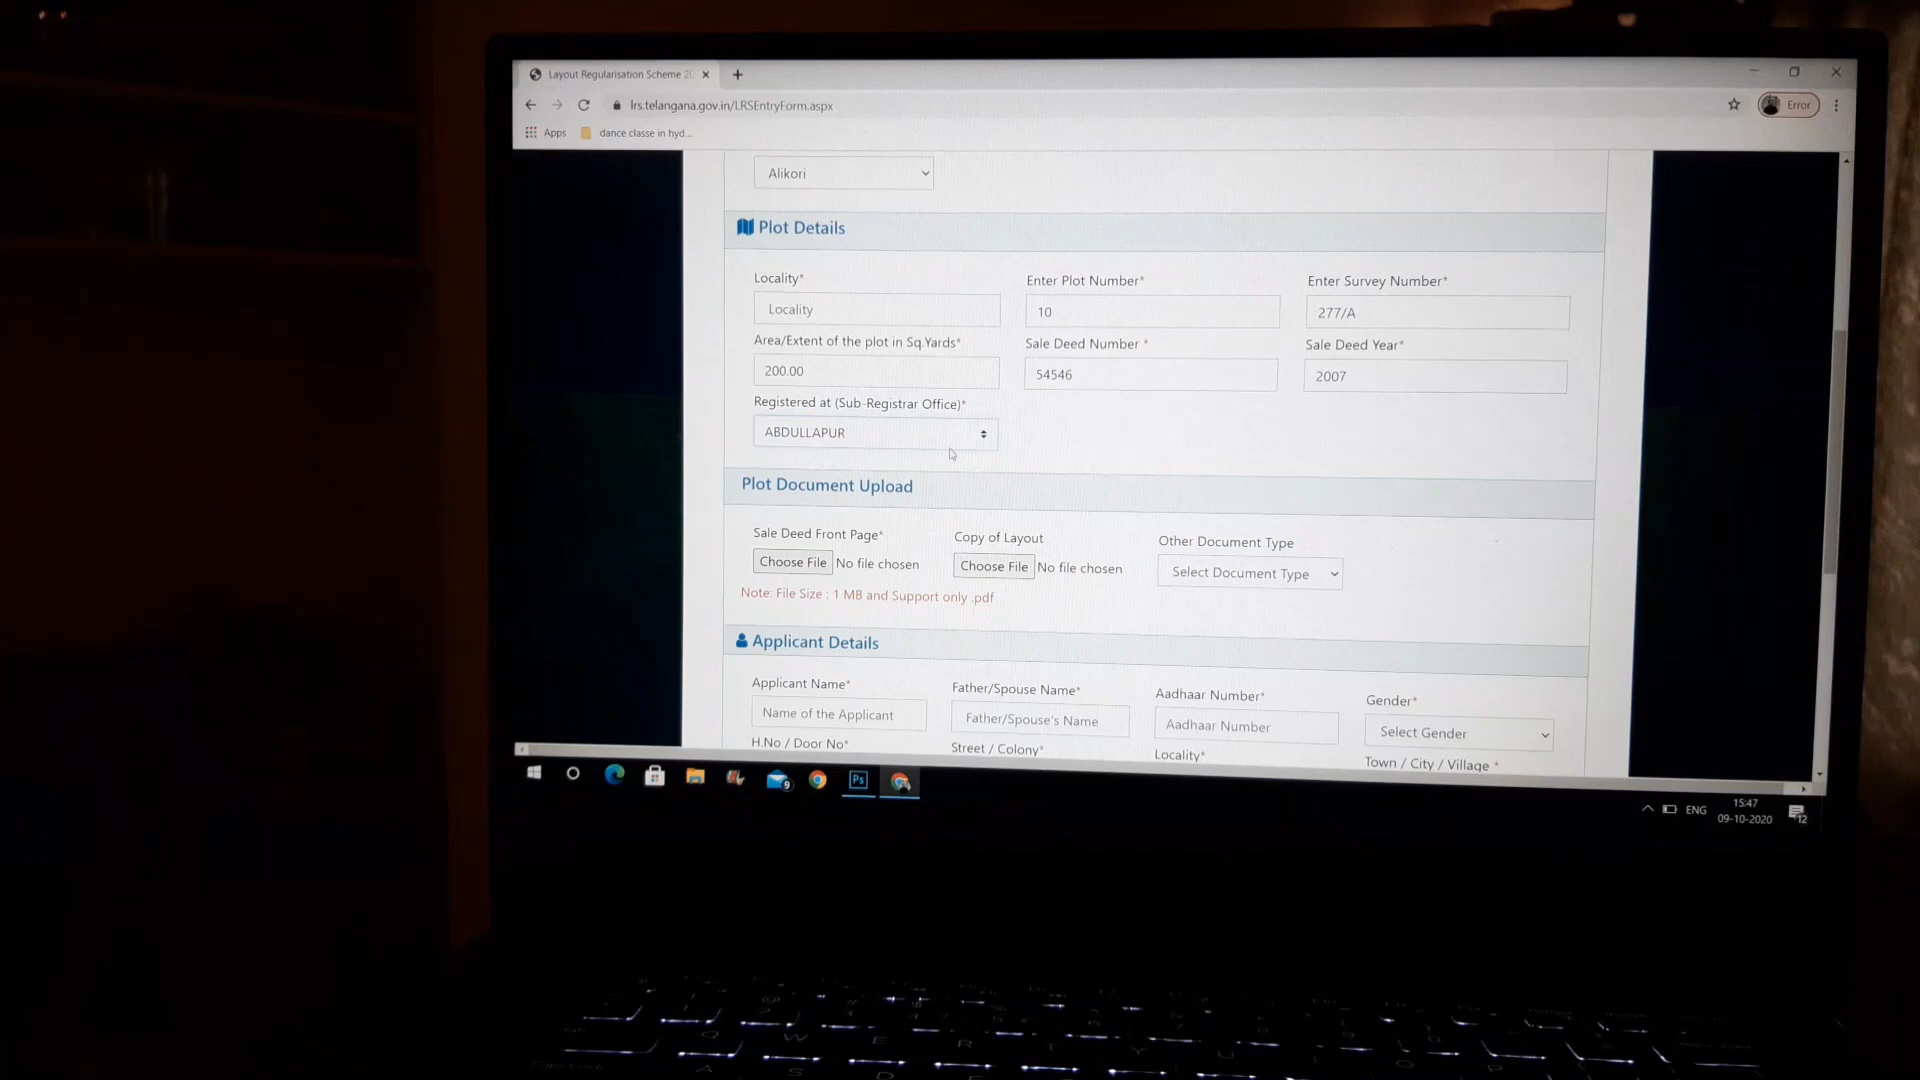 Layout Regularisation Scheme 20
lrs.telangana.gov.in/LRSEntryForm.aspx
Error
Apps
dance classe in hyd...
Alikori
Plot Details
Locality*
Enter Plot Number*
Enter Survey Number*
Locality
10
277/A
Area/Extent of the plot in Sq.Yards*
Sale Deed Number *
Sale Deed Year*
200.00
54546
2007
Registered at (Sub-Registrar Office)*
ABDULLAPUR
Plot Document Upload
Sale Deed Front Page*
Copy of Layout
Other Document Type
Choose File No file chosen
Choose File No file chosen
Select Document Type
Note: File Size : 1 MB and Support only .pdf
Applicant Details
Applicant Name*
Father/Spouse Name*
Aadhaar Number*
Gender*
Name of the Applicant
Father/Spouse's Name
Aadhaar Number
Select Gender
H.No / Door No*
Street / Colony*
Locality*
Town / City / Village *
9
Ps
ENG
15:47
09-10-2020
12